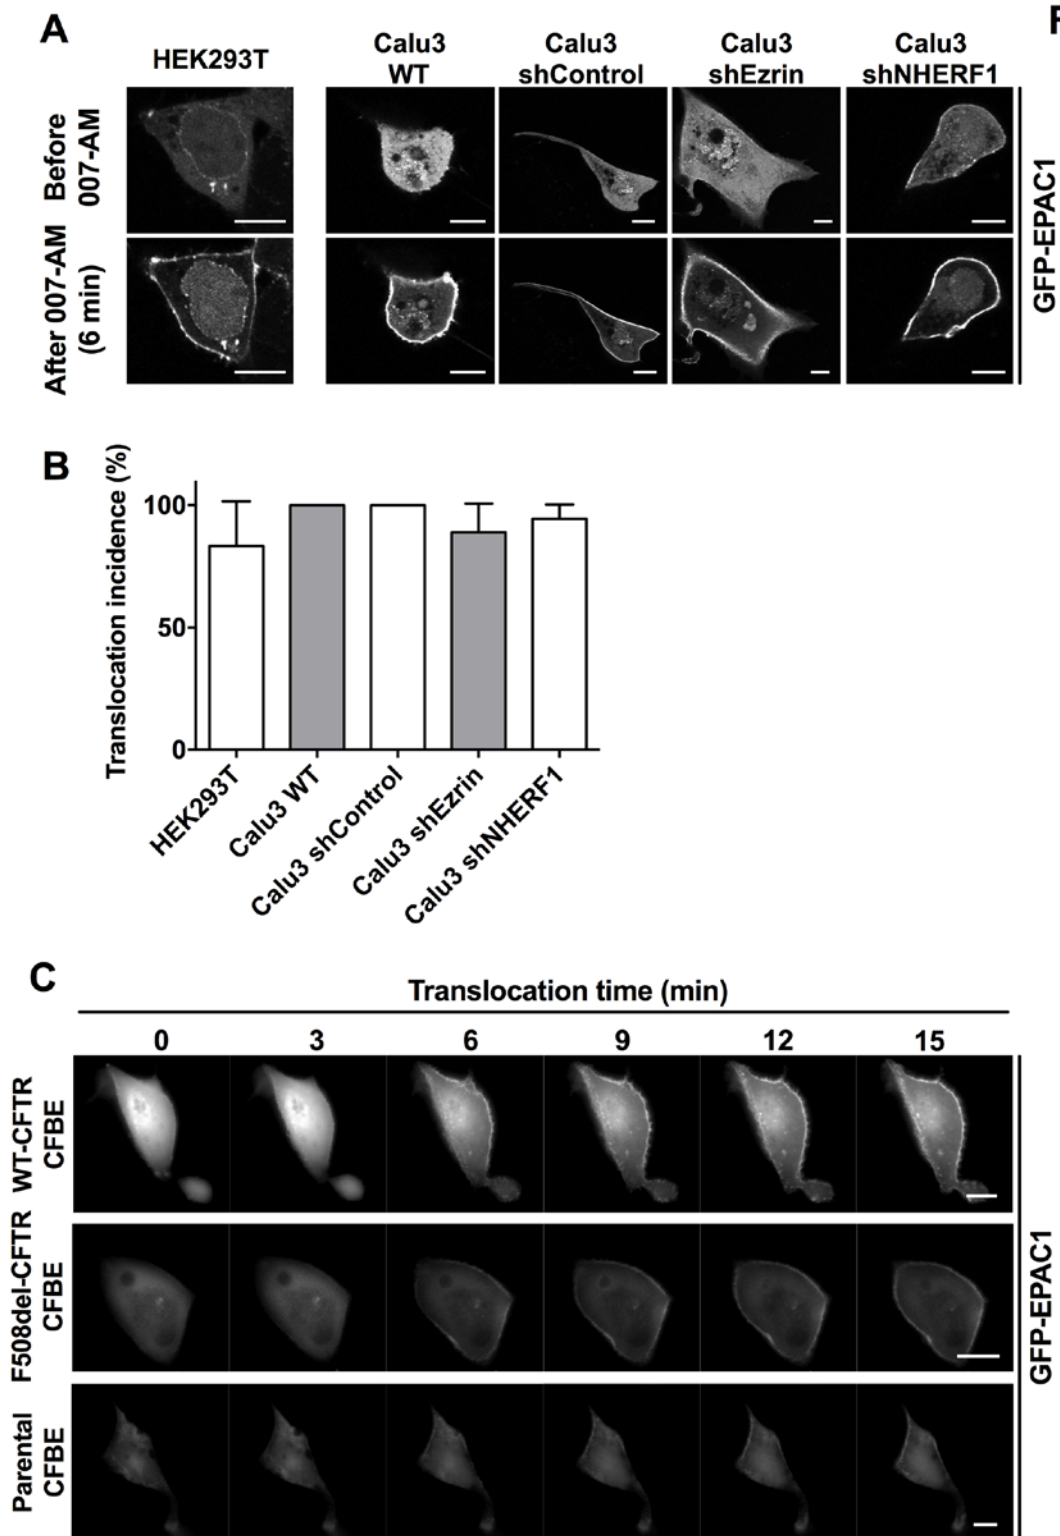 A
HEK293T
Calu3
WT
Calu3
shControl
Calu3
shEzrin
Calu3
shNHERF1
Before
007-AM
After 007-AM
(6 min)
GFP-EPAC1
B
Translocation incidence (%)
100
50
0
HEK293T
Calu3 WT
Calu3 shControl
Calu3 shEzrin
Calu3 shNHERF1
C
Translocation time (min)
0 3 6 9 12 15
WT-CFTR
CFBE
F508del-CFTR
CFBE
Parental
CFBE
GFP-EPAC1